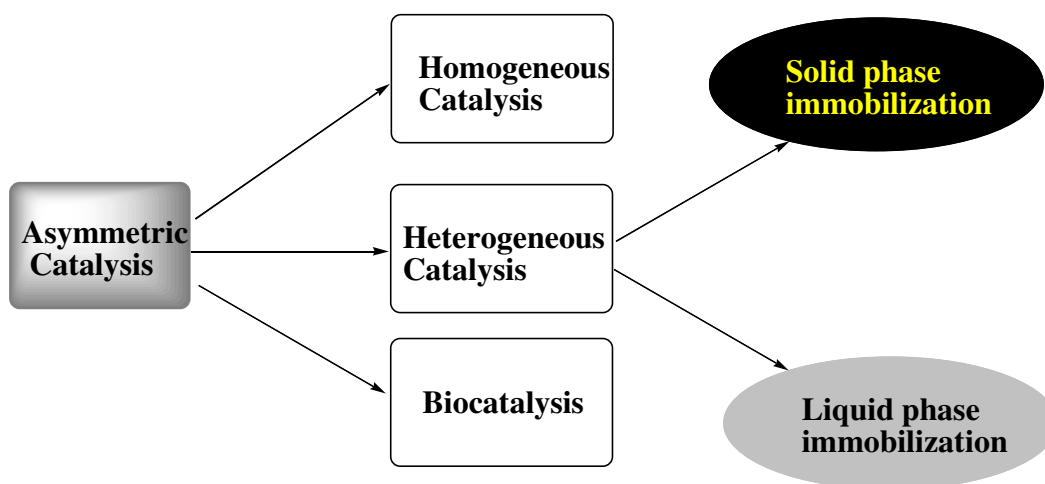 Asymmetric
Catalysis
Homogeneous
Catalysis
Heterogeneous
Catalysis
Biocatalysis
Solid phase
immobilization
Liquid phase
immobilization